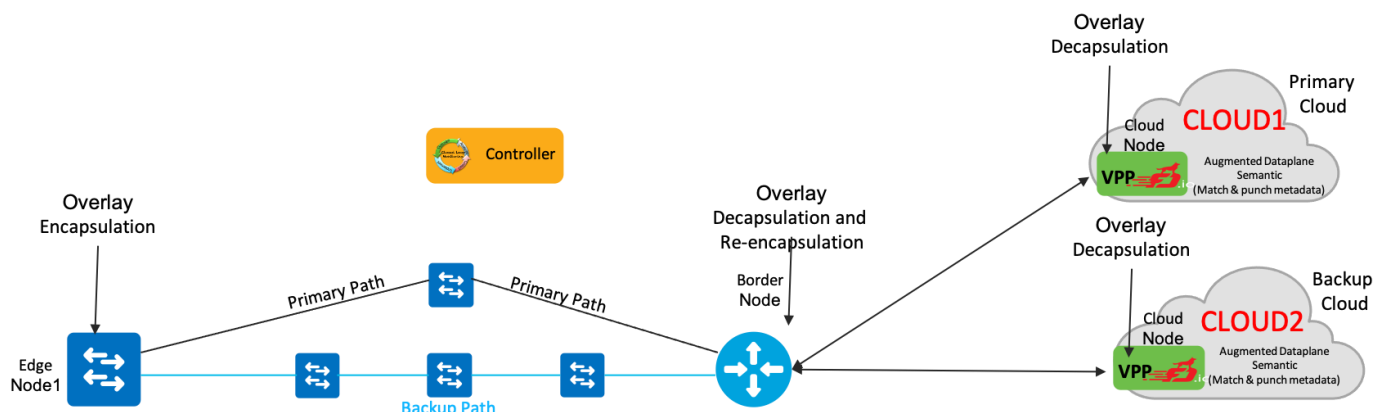 Overlay
Decapsulation
Primary
Cloud
CLOUD1
Cloud
Node
VPP
.io
Augmented Dataplane
Semantic
(Match & punch metadata)
Controller
Overlay
Encapsulation
Overlay
Decapsulation and
Re-encapsulation
Border
Node
Primary Path
Primary Path
Edge
Node1
Backup Path
Overlay
Decapsulation
Backup
Cloud
CLOUD2
Cloud
Node
VPP
.io
Augmented Dataplane
Semantic
(Match & punch metadata)